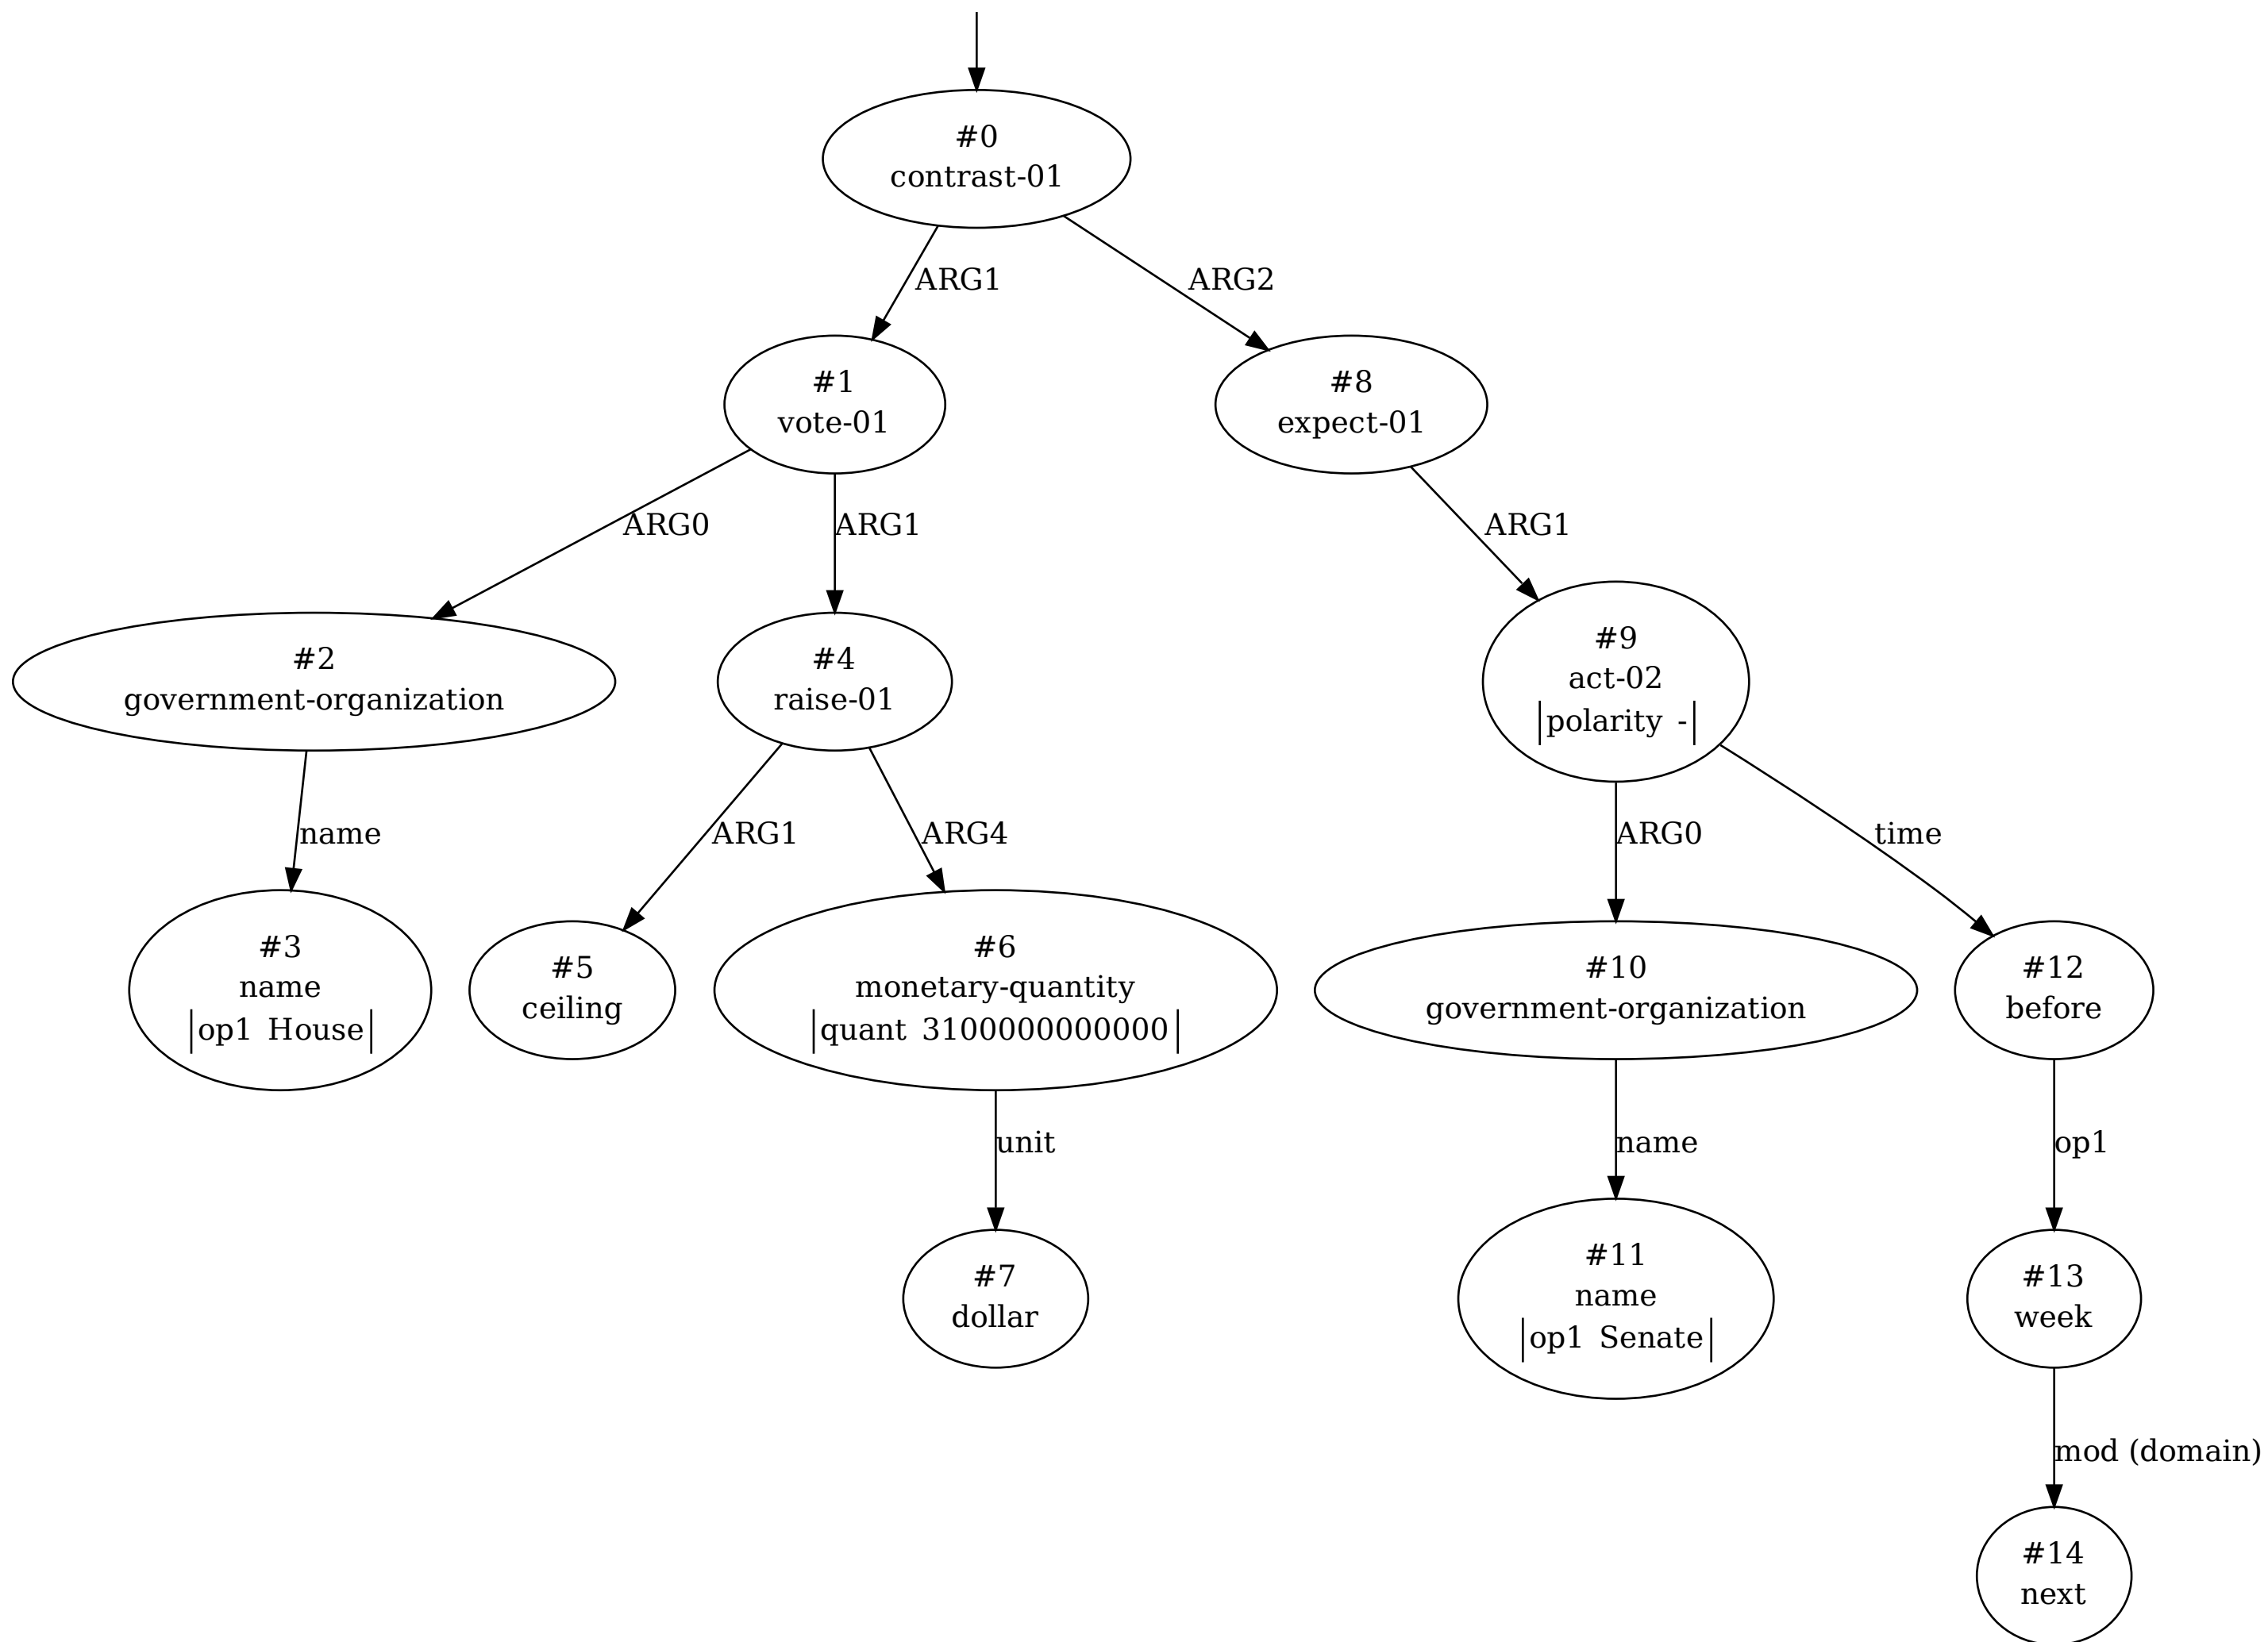 #0
contrast-01
ARG1
ARG2
#1
vote-01
#8
expect-01
ARG0
ARG1
ARG1
#2
government-organization
#4
raise-01
#9
act-02
|polarity -|
name
ARG1
ARG4
ARG0
time
#3
name
|op1 House|
#5
ceiling
#6
monetary-quantity
|quant 3100000000000|
#10
government-organization
#12
before
unit
name
op1
#7
dollar
#11
name
|op1 Senate|
#13
week
mod (domain)
#14
next